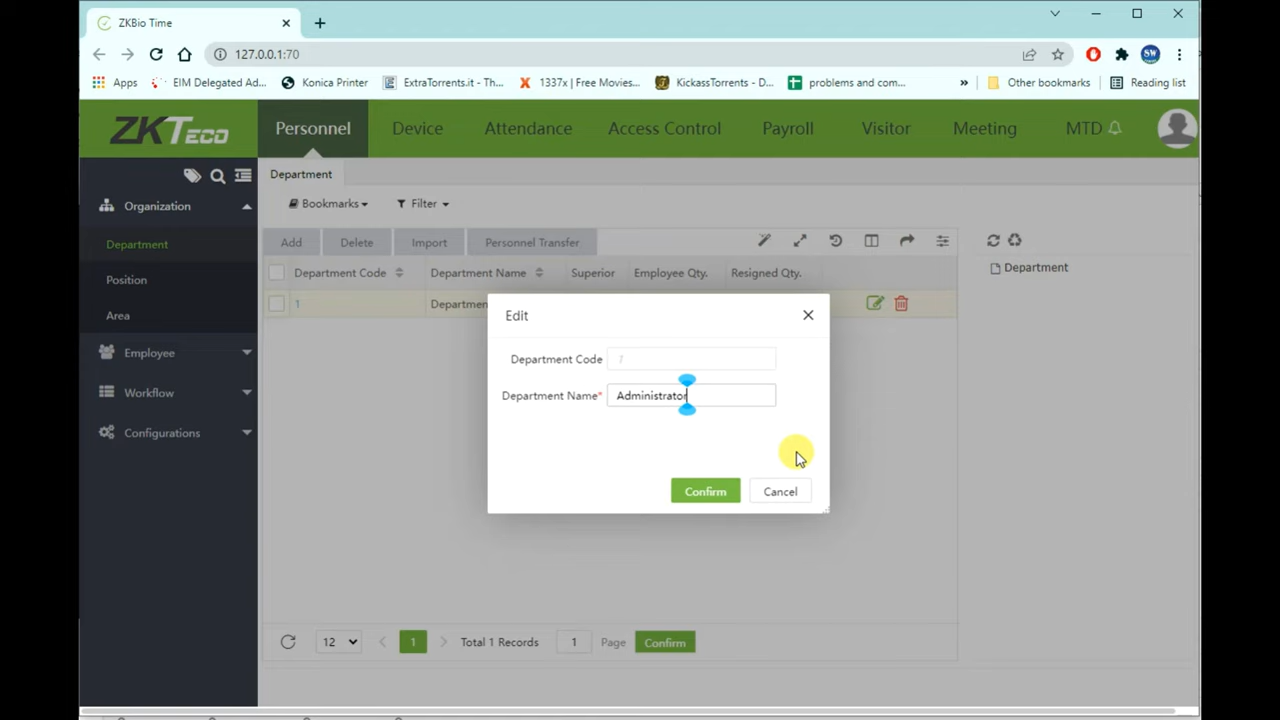 ZKBio Time
127.0.0.1:70
SW
Apps
EIM Delegated Ad...
Konica Printer
ExtraTorrents.it - Th...
1337x | Free Movies...
KickassTorrents - D...
problems and com...
»
Other bookmarks
Reading list
ZKTECO
Personnel
Device
Attendance
Access Control
Payroll
Visitor
Meeting
MTD
Organization
Department
Position
Area
Employee
Workflow
Configurations
Department
Bookmarks
Filter
Add
Delete
Import
Personnel Transfer
Department Code
Department Name
Superior
Employee Qty.
Resigned Qty.
1
Departmen
Department
Edit
Department Code
1
Department Name*
Administrator
Confirm
Cancel
12
1
Total 1 Records
1
Page
Confirm